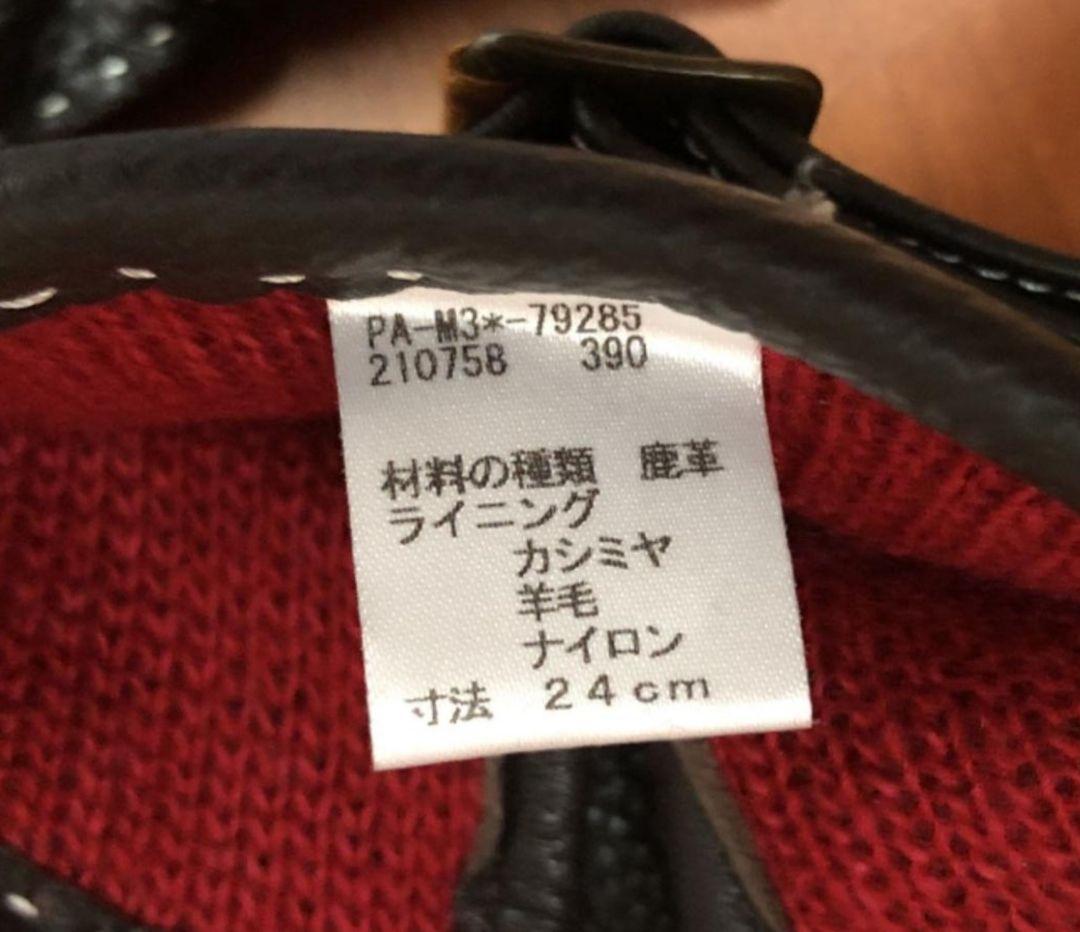 PA-M3*-79285
210758 390
材料の種類 鹿革
ライニング
カシミヤ
羊毛
ナイロン
寸法 24cm